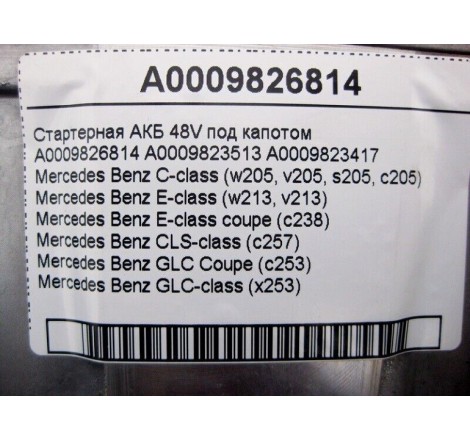 A0009826814
Стартерная АКБ 48V под капотом
A0009826814 A0009823513 A0009823417
Mercedes Benz C-class (w205, v205, s205, c205)
Mercedes Benz E-class (w213, v213)
Mercedes Benz E-class coupe (c238)
Mercedes Benz CLS-class (c257)
Mercedes Benz GLC Coupe (c253)
Mercedes Benz GLC-class (x253)